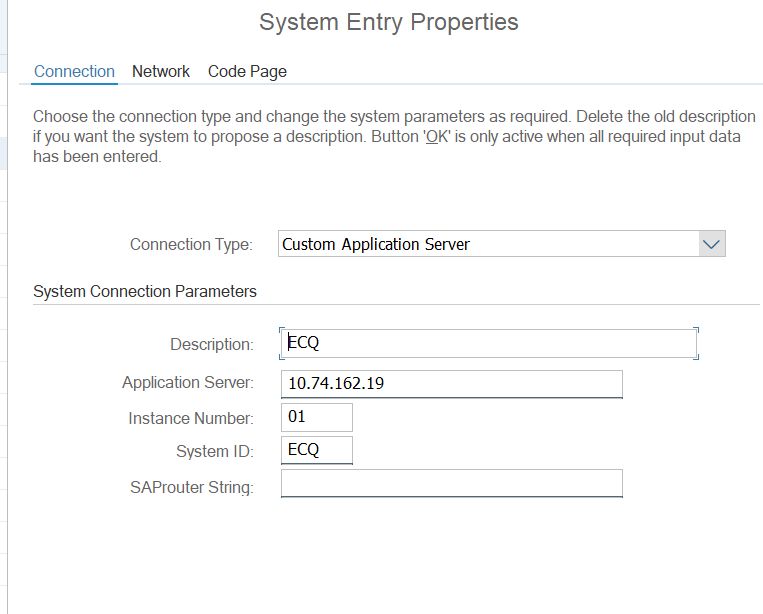 System Entry Properties
Connection Network Code Page
Choose the connection type and change the system parameters as required. Delete the old description
if you want the system to propose a description. Button 'OK' is only active when all required input data
has been entered.
Connection Type: Custom Application Server
System Connection Parameters
Description: ECQ
Application Server: 10.74.162.19
Instance Number: 01
System ID: ECQ
SAProuter String: